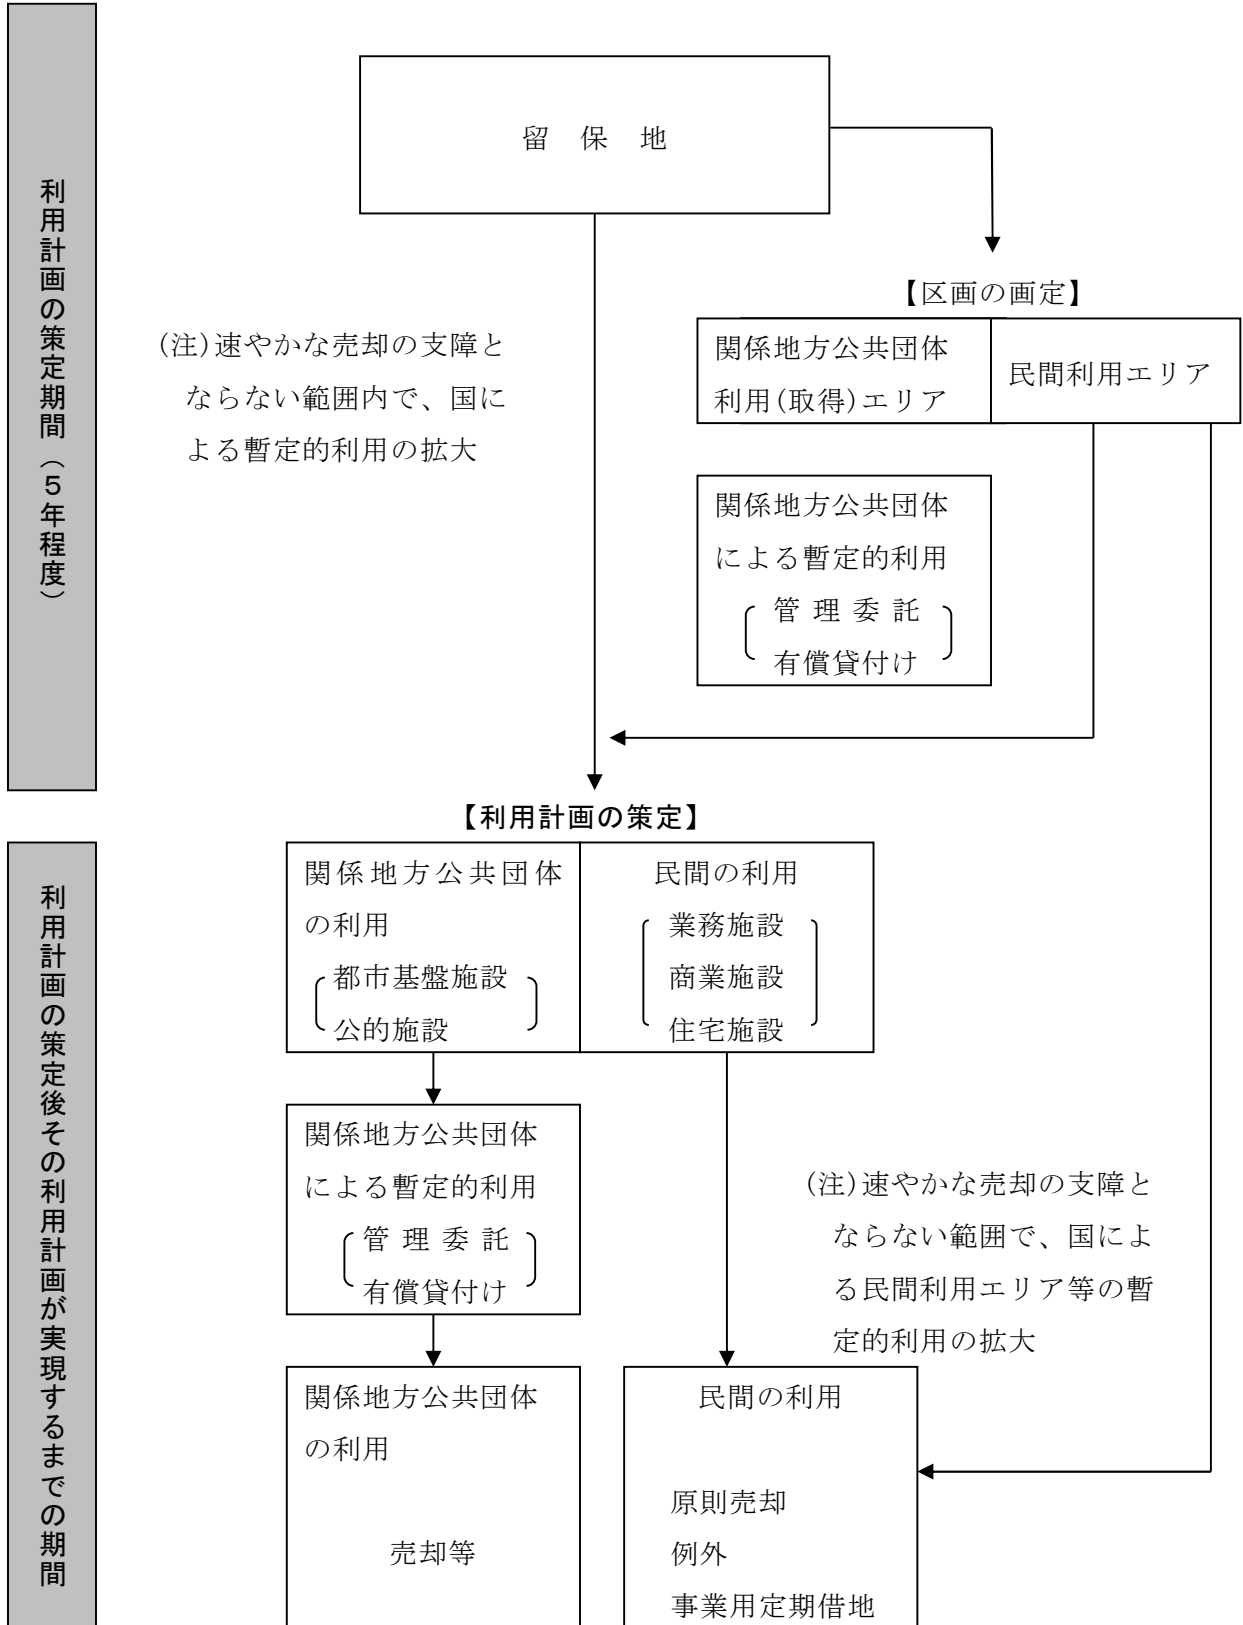 利用計画の策定期間（５年程度）
留　保　地
【区画の画定】
関係地方公共団体
利用(取得)エリア
民間利用エリア
(注)速やかな売却の支障と
ならない範囲内で、国に
よる暫定的利用の拡大
関係地方公共団体
による暫定的利用
管 理 委 託
有償貸付け
【利用計画の策定】
利用計画の策定後その利用計画が実現するまでの期間
関係地方公共団体
の利用
都市基盤施設
公的施設
民間の利用
業務施設
商業施設
住宅施設
関係地方公共団体
による暫定的利用
管 理 委 託
有償貸付け
(注)速やかな売却の支障と
ならない範囲で、国によ
る民間利用エリア等の暫
定的利用の拡大
関係地方公共団体
の利用
売却等
民間の利用
原則売却
例外
事業用定期借地